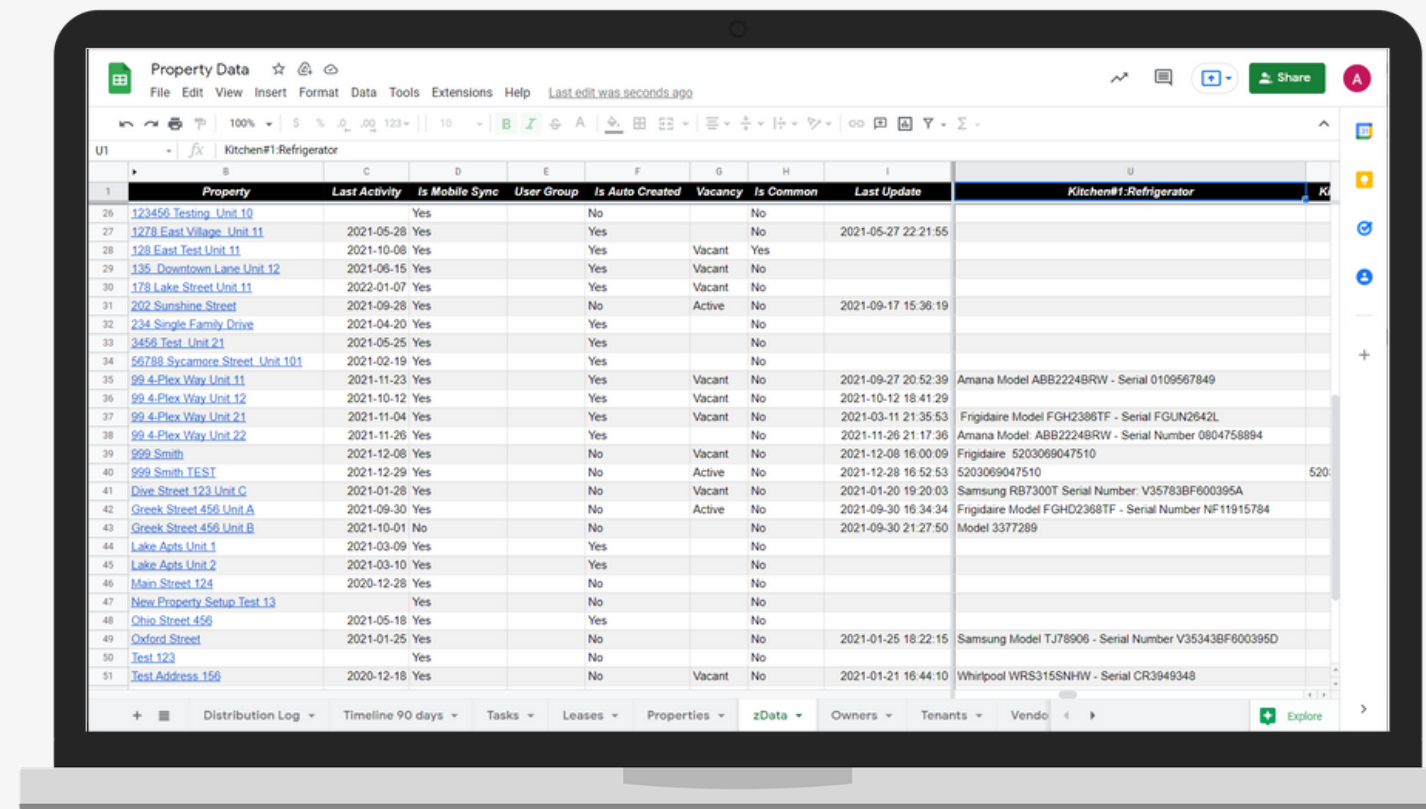 Property Data
File Edit View Insert Format Data Tools Extensions Help Last edit was seconds ago
Share
A
100% $ % .0 .00 123 10 B I S A
U1 fx Kitchen#1:Refrigerator
B C D E F G H I U
1 Property Last Activity Is Mobile Sync User Group Is Auto Created Vacancy Is Common Last Update Kitchen#1:Refrigerator Ki
26 123456 Testing Unit 10 Yes No No
27 1278 East Village Unit 11 2021-05-28 Yes Yes No 2021-05-27 22:21:55
28 128 East Test Unit 11 2021-10-08 Yes Yes Vacant Yes
29 135 Downtown Lane Unit 12 2021-06-15 Yes Yes Vacant No
30 178 Lake Street Unit 11 2022-01-07 Yes Yes Vacant No
31 202 Sunshine Street 2021-09-28 Yes No Active No 2021-09-17 15:36:19
32 234 Single Family Drive 2021-04-20 Yes Yes No
33 3456 Test Unit 21 2021-05-25 Yes Yes No
34 56788 Sycamore Street Unit 101 2021-02-19 Yes Yes No
35 99 4-Plex Way Unit 11 2021-11-23 Yes Yes Vacant No 2021-09-27 20:52:39 Amana Model ABB2224BRW - Serial 0109567849
36 99 4-Plex Way Unit 12 2021-10-12 Yes Yes Vacant No 2021-10-12 18:41:29
37 99 4-Plex Way Unit 21 2021-11-04 Yes Yes Vacant No 2021-03-11 21:35:53 Frigidaire Model FGH2386TF - Serial FGUN2642L
38 99 4-Plex Way Unit 22 2021-11-26 Yes Yes No 2021-11-26 21:17:36 Amana Model: ABB2224BRW - Serial Number 0804758894
39 999 Smith 2021-12-08 Yes No Vacant No 2021-12-08 16:00:09 Frigidaire 5203069047510
40 999 Smith TEST 2021-12-29 Yes No Active No 2021-12-28 16:52:53 5203069047510 520
41 Dive Street 123 Unit C 2021-01-28 Yes No Vacant No 2021-01-20 19:20:03 Samsung RB7300T Serial Number: V35783BF600395A
42 Greek Street 456 Unit A 2021-09-30 Yes No Active No 2021-09-30 16:34:34 Frigidaire Model FGHD2368TF - Serial Number NF11915784
43 Greek Street 456 Unit B 2021-10-01 No No No 2021-09-30 21:27:50 Model 3377289
44 Lake Apts Unit 1 2021-03-09 Yes Yes No
45 Lake Apts Unit 2 2021-03-10 Yes Yes No
46 Main Street 124 2020-12-28 Yes No No
47 New Property Setup Test 13 Yes No No
48 Ohio Street 456 2021-05-18 Yes Yes No
49 Oxford Street 2021-01-25 Yes No No 2021-01-25 18:22:15 Samsung Model TJ78906 - Serial Number V35343BF600395D
50 Test 123 Yes No No
51 Test Address 156 2020-12-18 Yes No Vacant No 2021-01-21 16:44:10 Whirlpool WRS315SNHW - Serial CR3949348
Distribution Log Timeline 90 days Tasks Leases Properties zData Owners Tenants Vendo Explore